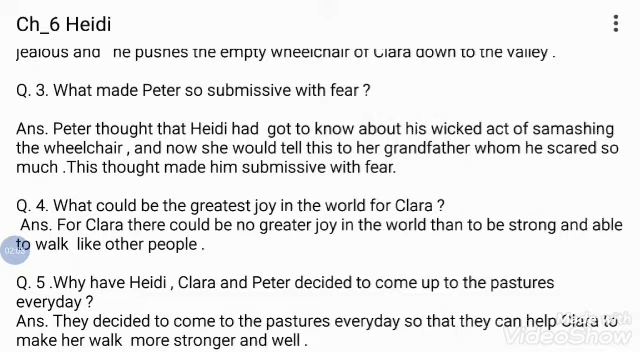 Ch_6 Heidi
jealous and he pushes the empty wheelchair of Clara down to the valley .
Q. 3. What made Peter so submissive with fear ?
Ans. Peter thought that Heidi had got to know about his wicked act of samashing
the wheelchair , and now she would tell this to her grandfather whom he scared so
much .This thought made him submissive with fear.
Q. 4. What could be the greatest joy in the world for Clara ?
Ans. For Clara there could be no greater joy in the world than to be strong and able
to walk like other people .
02:03
Q. 5 .Why have Heidi , Clara and Peter decided to come up to the pastures
everyday ?
Ans. They decided to come to the pastures everyday so that they can help Clara to
make her walk more stronger and well .
Made with
VideoShow